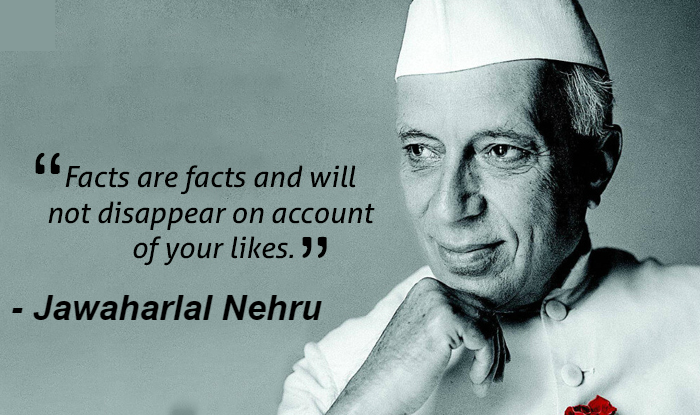 “Facts are facts and will
not disappear on account
of your likes.”
- Jawaharlal Nehru